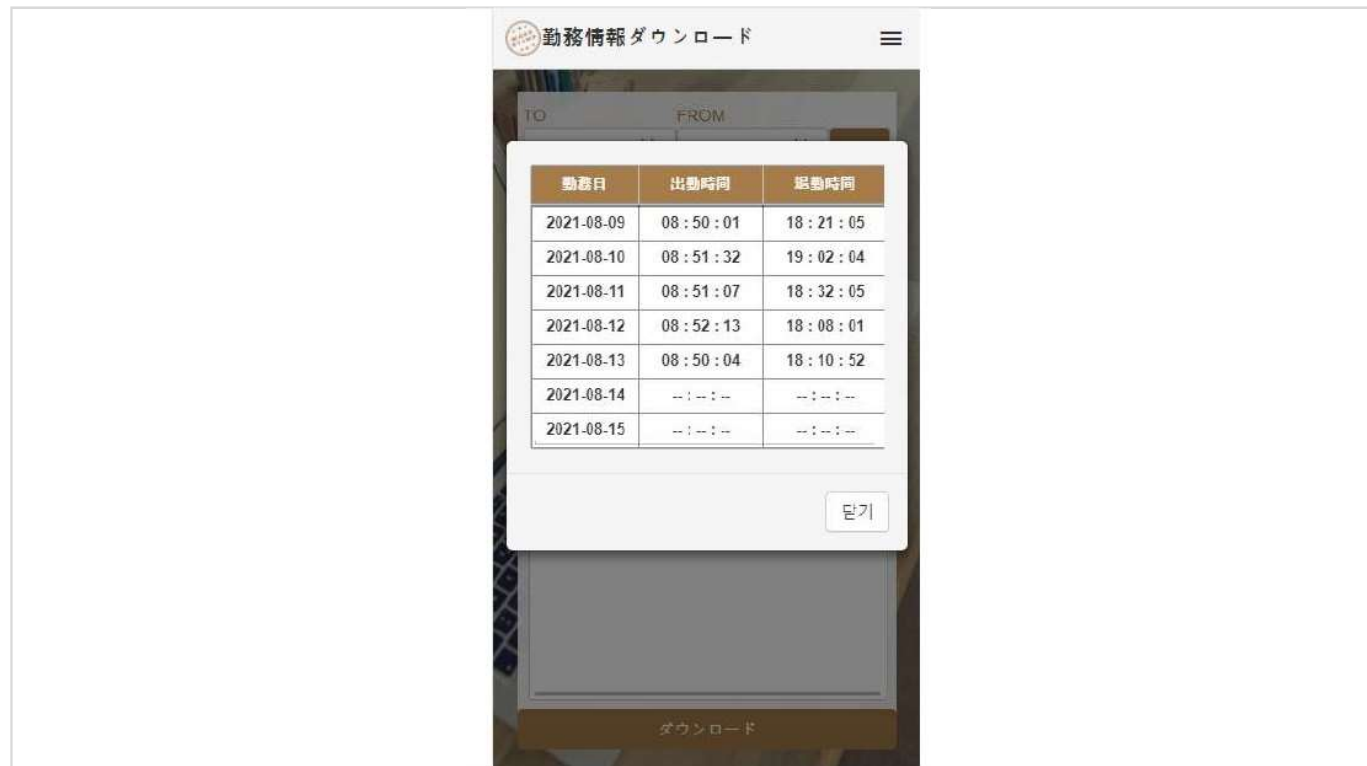 勤務情報ダウンロード
TO FROM
勤務日 出勤時間 退勤時間
2021-08-09 08 : 50 : 01 18 : 21 : 05
2021-08-10 08 : 51 : 32 19 : 02 : 04
2021-08-11 08 : 51 : 07 18 : 32 : 05
2021-08-12 08 : 52 : 13 18 : 08 : 01
2021-08-13 08 : 50 : 04 18 : 10 : 52
2021-08-14 -- : -- : -- -- : -- : --
2021-08-15 -- : -- : -- -- : -- : --
닫기
ダウンロード